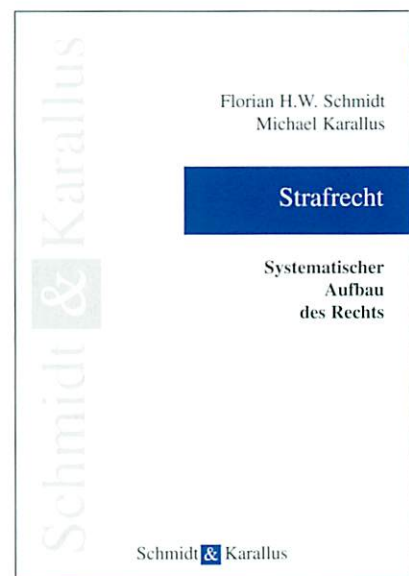 Florian H.W. Schmidt
Michael Karallus
Strafrecht
Systematischer
Aufbau
des Rechts
Schmidt & Karallus
Schmidt & Karallus